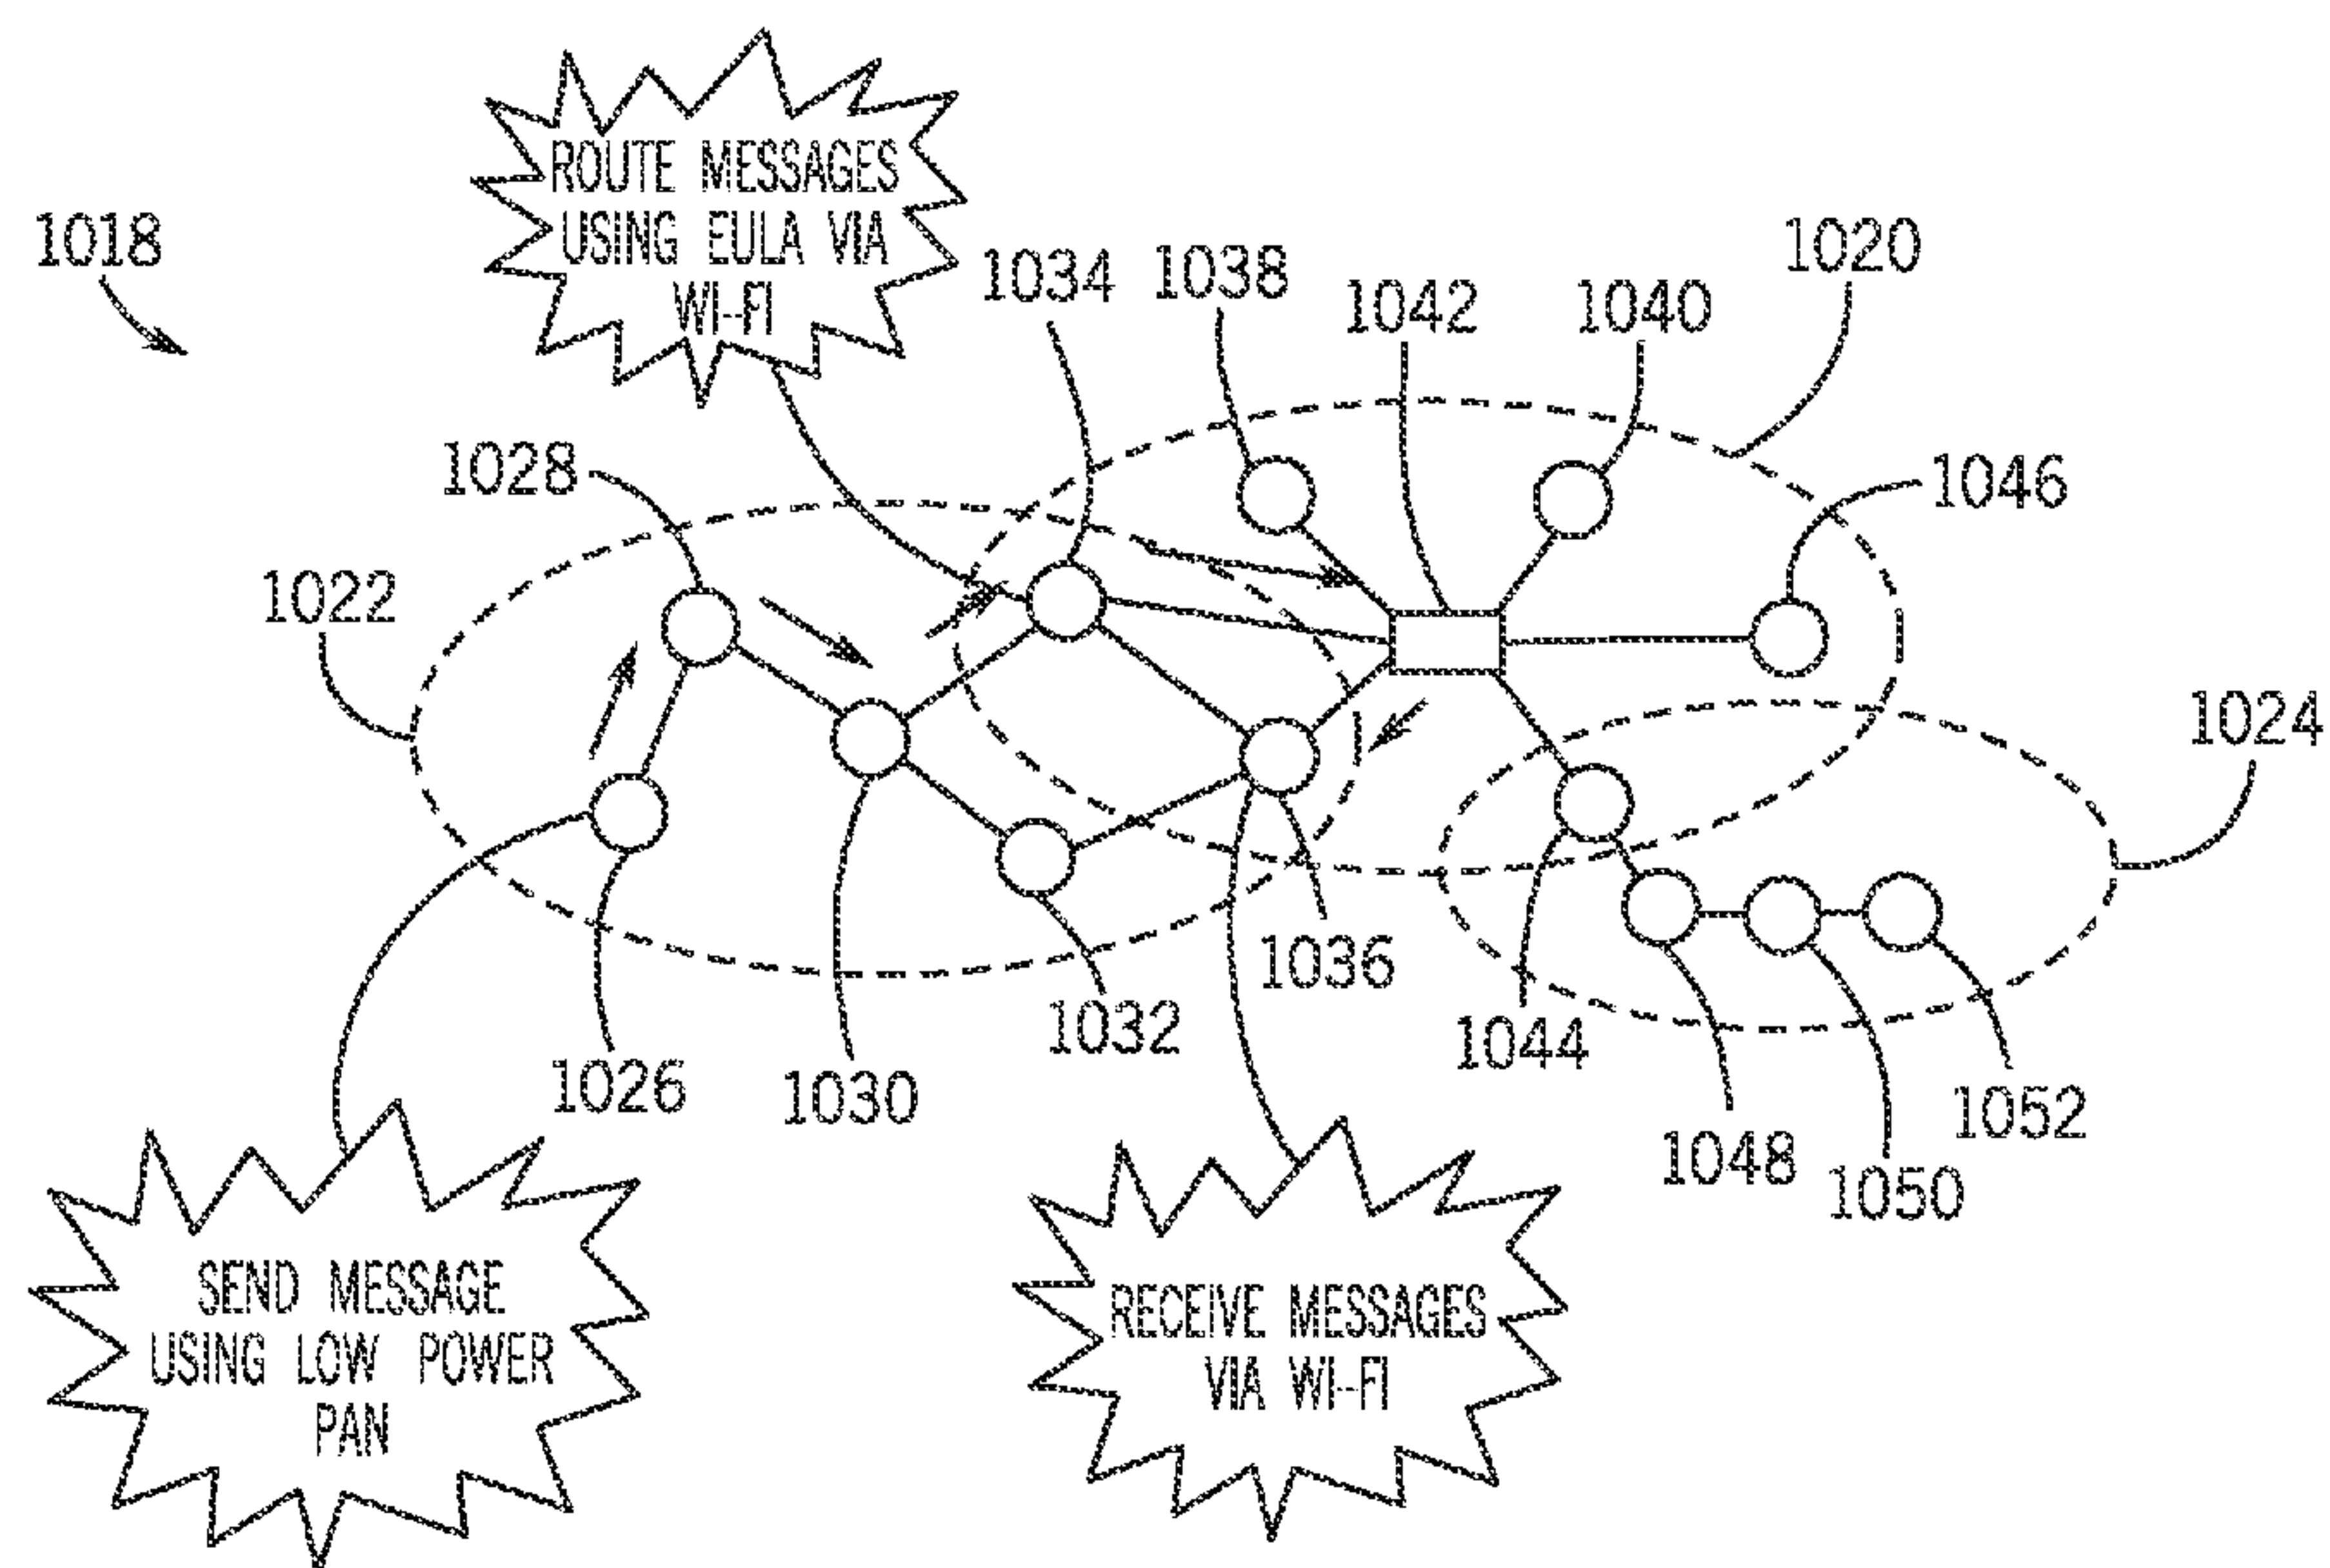 ROUTE MESSAGES
USING EULA VIA
WI-FI
1018
1034
1038
1042
1040
1020
1028
1046
1022
1024
1036
1032
1044
1026
1030
1048
1050
1052
SEND MESSAGE
USING LOW POWER
PAN
RECEIVE MESSAGES
VIA WI-FI